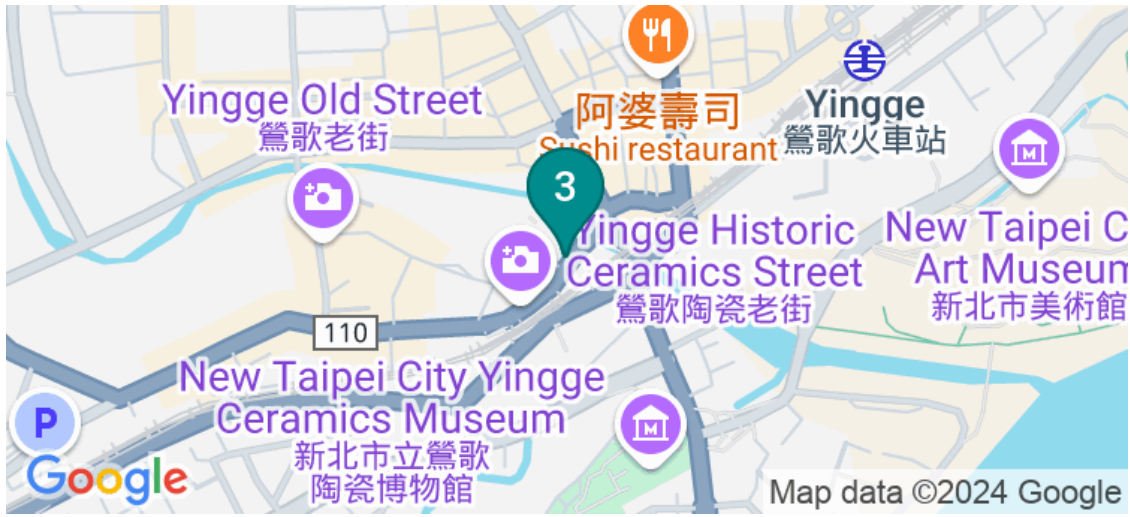 Yingge Old Street
鶯歌老街
阿婆壽司
Sushi restaurant
Yingge
鶯歌火車站
3
Yingge Historic
Ceramics Street
鶯歌陶瓷老街
New Taipei C
Art Museum
新北市美術館
110
New Taipei City Yingge
Ceramics Museum
新北市立鶯歌
陶瓷博物館
P
M
M
Google
Map data ©2024 Google